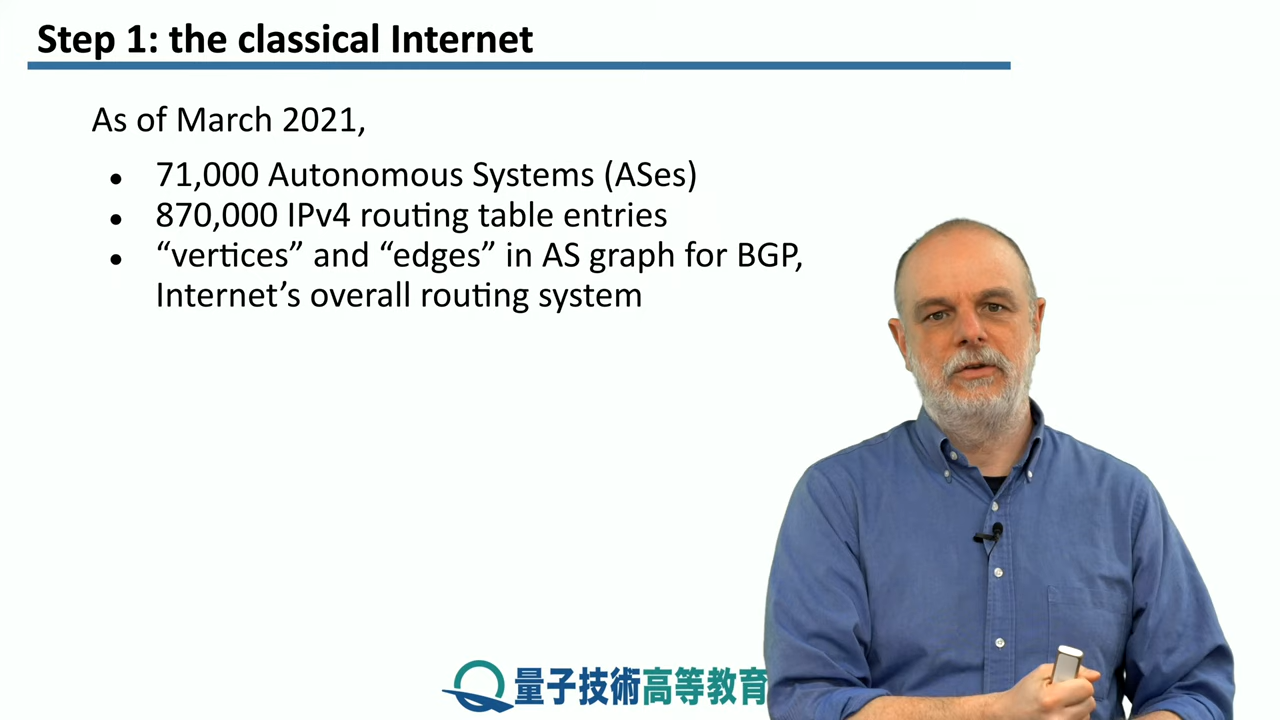 Step 1: the classical Internet
As of March 2021,
● 71,000 Autonomous Systems (ASes)
● 870,000 IPv4 routing table entries
● “vertices” and “edges” in AS graph for BGP,
Internet’s overall routing system
量子技術高等教育